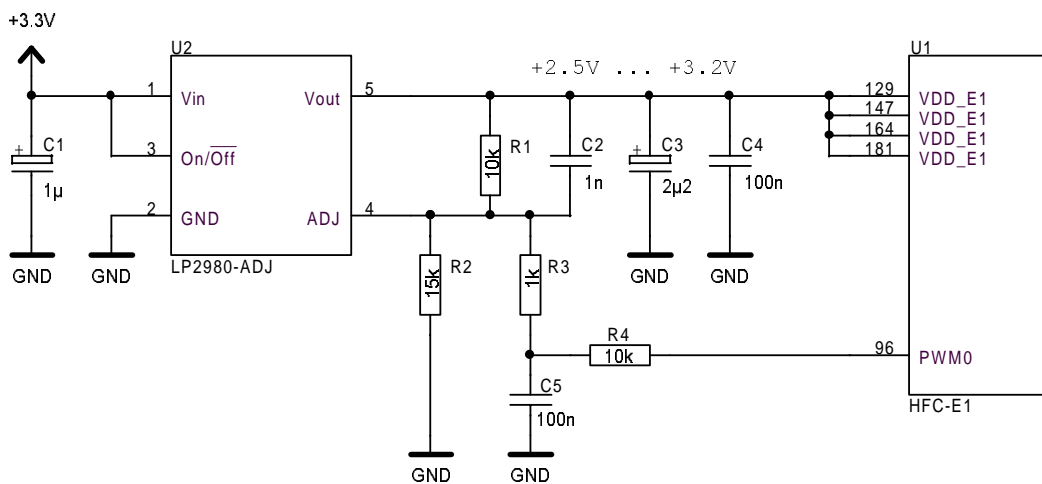 +3.3V
U2
U1
+2.5V ... +3.2V
1 Vin Vout 5
129 VDD_E1
147 VDD_E1
164 VDD_E1
181 VDD_E1
+ C1
1µ
3 On/Off
R1
10k
C2
1n
+ C3
2µ2
C4
100n
2 GND ADJ 4
GND
GND
LP2980-ADJ
R2
15k
R3
1k
GND
GND
R4
10k
96 PWM0
C5
100n
HFC-E1
GND
GND